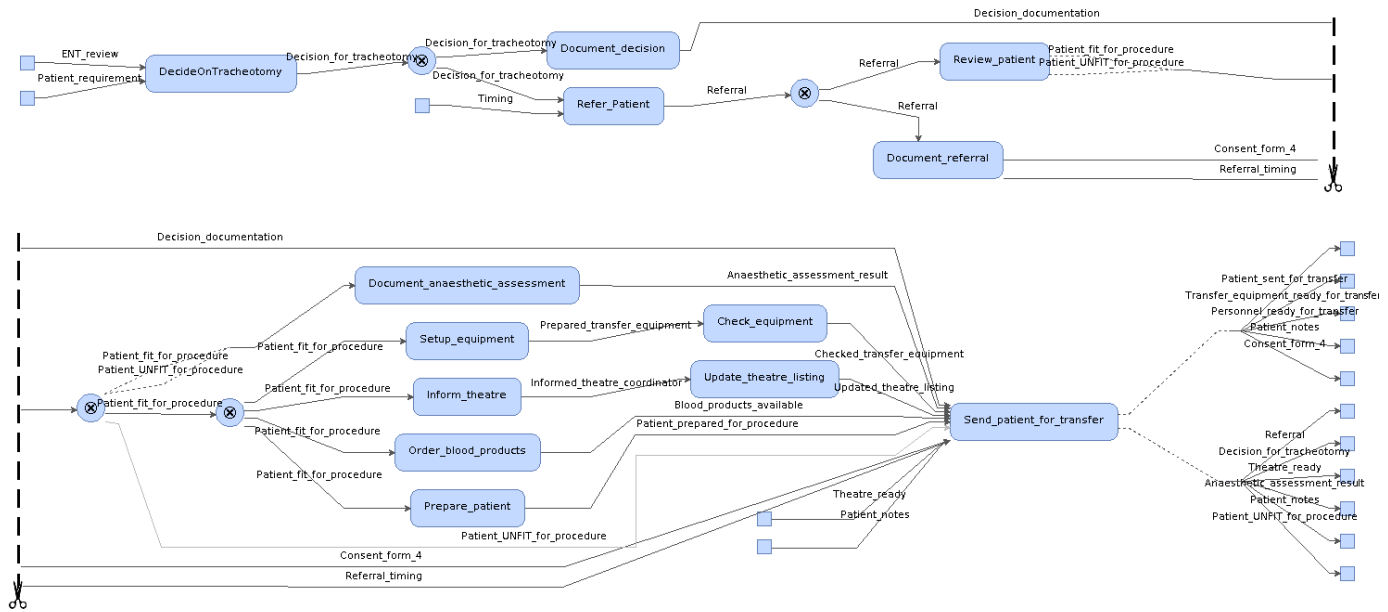 Decision_documentation
ENT_review
Decision_for_tracheotomy
Decision_for_tracheotomy
Document_decision
Patient_fit_for_procedure
Patient_UNFIT_for_procedure
Review_patient
DecideOnTracheotomy
Patient_requirement
Decision_for_tracheotomy
Referral
Timing
Refer_Patient
Referral
Referral
Document_referral
Consent_form_4
Referral_timing
Decision_documentation
Document_anaesthetic_assessment
Anaesthetic_assessment_result
Patient_sent_for_transfer
Transfer_equipment_ready_for_transfer
Personnel_ready_for_transfer
Patient_notes
Consent_form_4
Setup_equipment
Prepared_transfer_equipment
Check_equipment
Patient_fit_for_procedure
Patient_UNFIT_for_procedure
Patient_fit_for_procedure
Checked_transfer_equipment
Patient_fit_for_procedure
Patient_fit_for_procedure
Inform_theatre
Informed_theatre_coordinator
Update_theatre_listing
Updated_theatre_listing
Blood_products_available
Patient_prepared_for_procedure
Send_patient_for_transfer
Patient_fit_for_procedure
Order_blood_products
Patient_fit_for_procedure
Prepare_patient
Referral
Decision_for_tracheotomy
Theatre_ready
Anaesthetic_assessment_result
Patient_notes
Patient_UNFIT_for_procedure
Theatre_ready
Patient_notes
Patient_UNFIT_for_procedure
Consent_form_4
Referral_timing